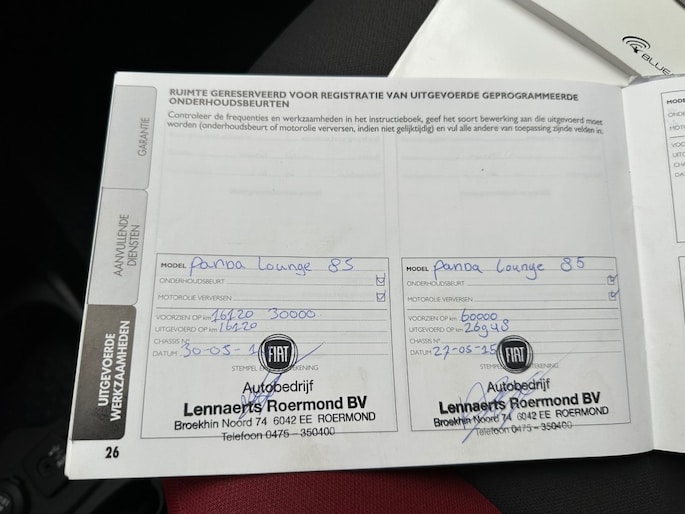 BLUE
RUIMTE GERESERVEERD VOOR REGISTRATIE VAN UITGEVOERDE GEPROGRAMMEERDE
ONDERHOUDSBEURTEN
Controleer de frequenties en werkzaamheden in het instructieboek, geef het soort bewerking aan die uitgevoerd moet
worden (onderhoudsbeurt of motorolie verversen, indien niet gelijktijdig) en vul alle andere van toepassing zijnde velden in.
GARANTIE
AANVULLENDE
DIENSTEN
UITGEVOERDE
WERKZAAMHEDEN
MODEL Panda Lounge 85
ONDERHOUDSBEURT
MOTOROLIE VERVERSEN
VOORZIEN OP km 16120 30000
UITGEVOERD OP km 16120
CHASSIS Nr
DATUM 30-05-1
FIAT
STEMPEL
Autobedrijf
Lennaerts Roermond BV
Broekhin Noord 74 6042 EE ROERMOND
Telefoon 0475-350400
MODEL Panda Lounge 85
ONDERHOUDSBEURT
MOTOROLIE VERVERSEN
VOORZIEN OP km 60000
UITGEVOERD OP km 26948
CHASSIS Nr
DATUM 27-05-15
FIAT
Autobedrijf
Lennaerts Roermond BV
Broekhin Noord 74 6042 EE ROERMOND
Telefoon 0475-350400
26